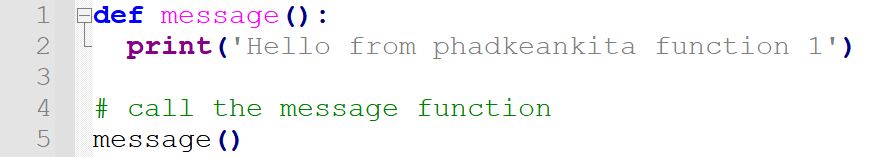 1 def message():
2 print('Hello from phadkeankita function 1')
3
4 # call the message function
5 message()